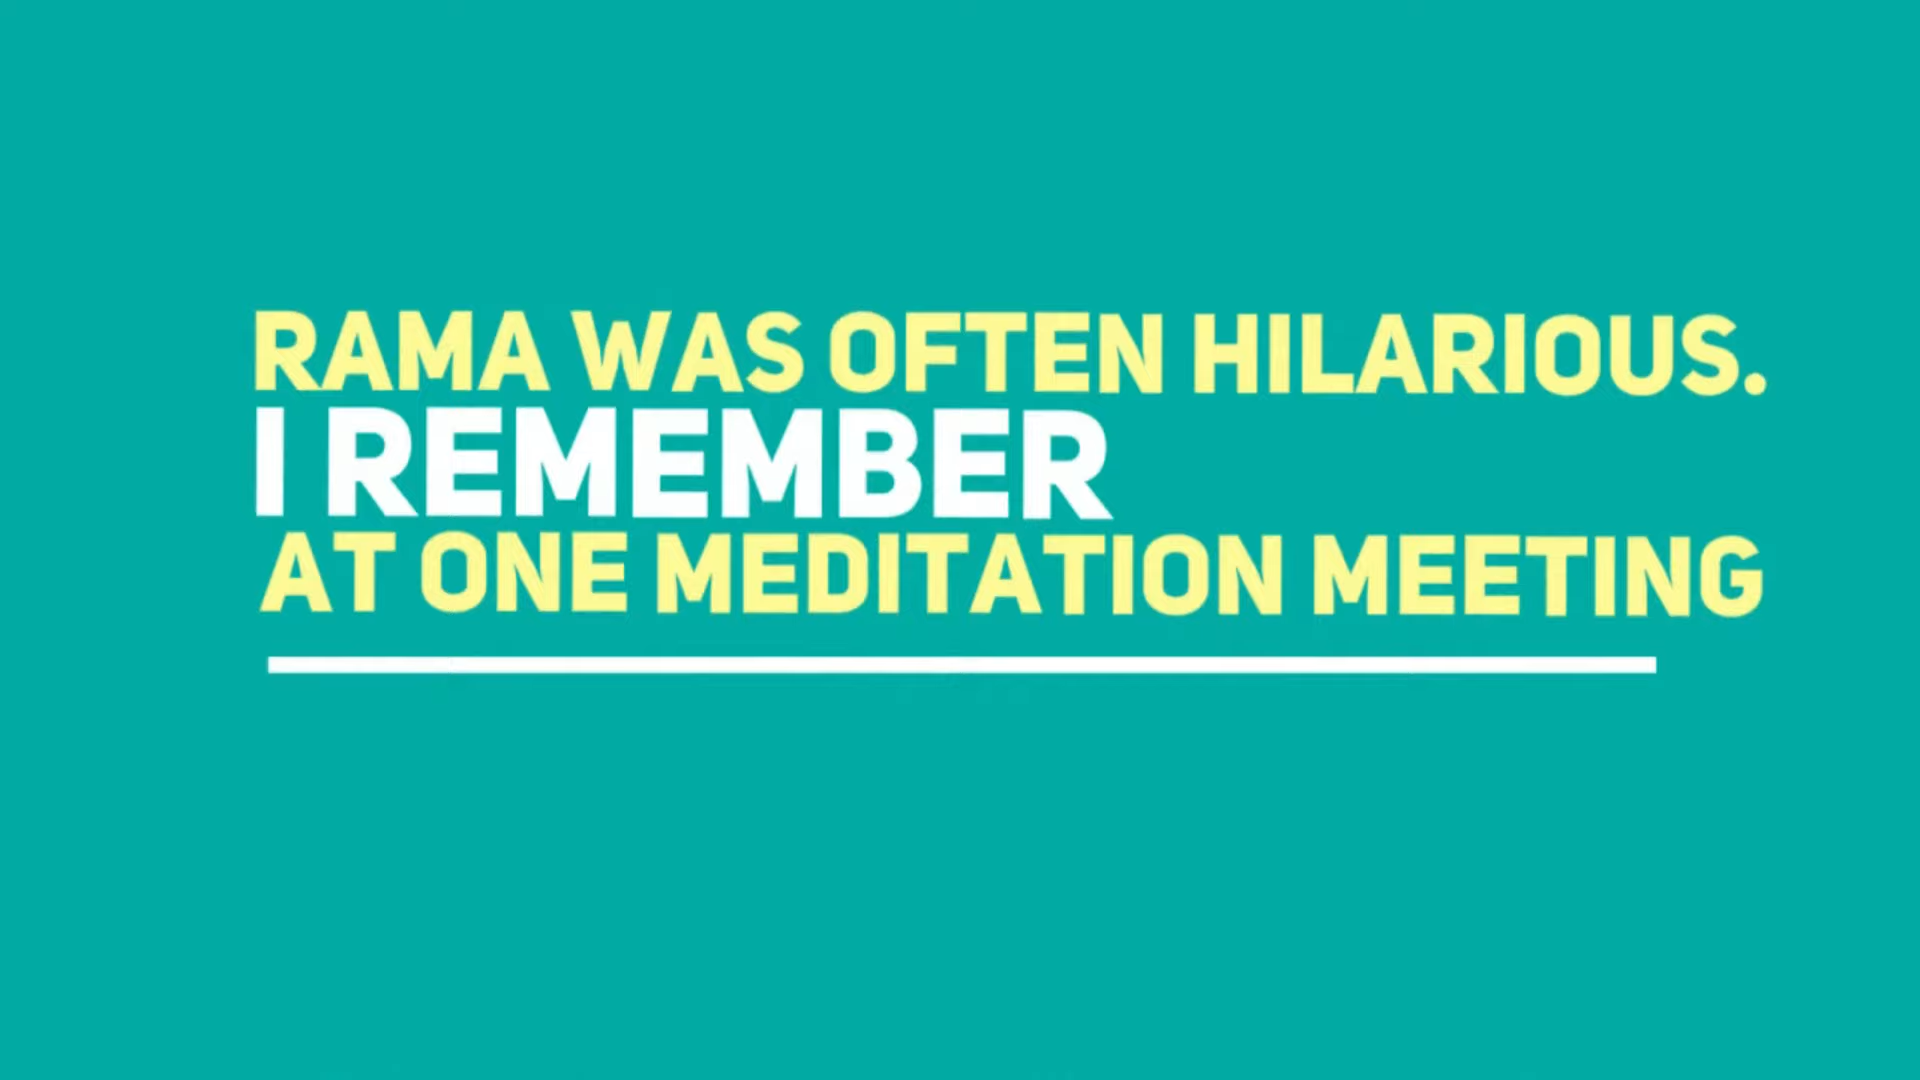 RAMA WAS OFTEN HILARIOUS.
I REMEMBER
AT ONE MEDITATION MEETING